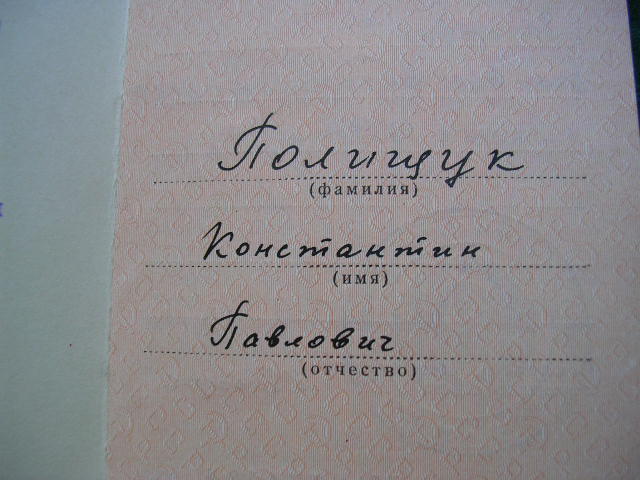 Полищук
(фамилия)
Константин
(имя)
Павлович
(отчество)